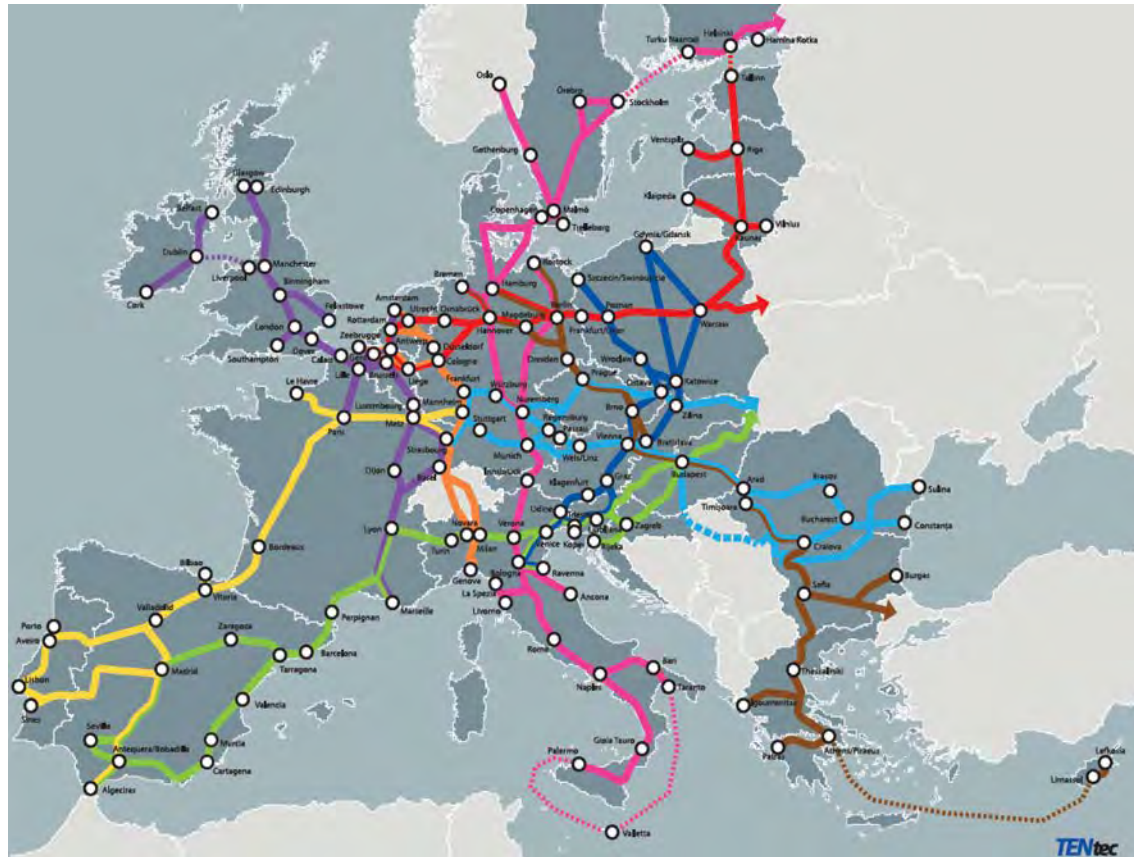 Turku Naantali
Helsinki
Hamina Kotka
Oslo
Örebro
Stockholm
Tallinn
Gothenburg
Ventspils
Riga
Glasgow
Edinburgh
Klaipeda
Belfast
Copenhagen
Malmö
Trelleborg
Vilnius
Kaunas
Gdynia/Gdansk
Dublin
Manchester
Liverpool
Rostock
Bremen
Szczecin/Swinoujscie
Cork
Birmingham
Hamburg
Felixstowe
Amsterdam
Utrecht
Osnabrück
Magdeburg
Berlin
Poznan
Rotterdam
London
Warsaw
Zeebrugge
Hannover
Frankfurt/Oder
Dover
Antwerp
Düsseldorf
Southampton
Calais
Gent
Cologne
Dresden
Wroclaw
Lille
Brussels
Liège
Prague
Le Havre
Frankfurt
Ostava
Katowice
Würzburg
Luxembourg
Mannheim
Nuremberg
Brno
Zilina
Paris
Metz
Stuttgart
Regensburg
Passau
Strasbourg
Munich
Wels/Linz
Vienna
Bratislava
Dijon
Basel
Innsbrück
Budapest
Klagenfurt
Graz
Arad
Brasov
Sulina
Timişoara
Udine
Bucharest
Lyon
Novara
Verona
Zagreb
Constanţa
Turin
Milan
Venice
Koper
Rijeka
Craiova
Bordeaux
Bilbao
Genova
Bologna
Ravenna
Sofia
Burgas
Vitoria
La Spezia
Ancona
Valladolid
Marseille
Livorno
Porto
Zaragoza
Perpignan
Aveiro
Rome
Barcelona
Madrid
Tarragona
Bari
Thessaloniki
Lisbon
Naples
Taranto
Valencia
Igoumenitsa
Sines
Sevilla
Murcia
Gioia Tauro
Antequera/Bobadilla
Palermo
Patras
Athens/Piraeus
Lefkosia
Cartagena
Limassol
Algeciras
Valletta
TENtec